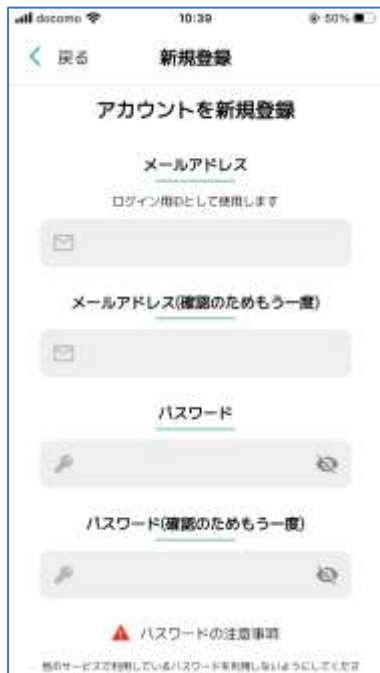 docomo 10:39 50%
戻る 新規登録
アカウントを新規登録
メールアドレス
ログイン用IDとして使用します
メールアドレス(確認のためもう一度)
パスワード
パスワード(確認のためもう一度)
パスワードの注意事項
- 他のサービスで利用しているパスワードを利用しないようにしてくださ